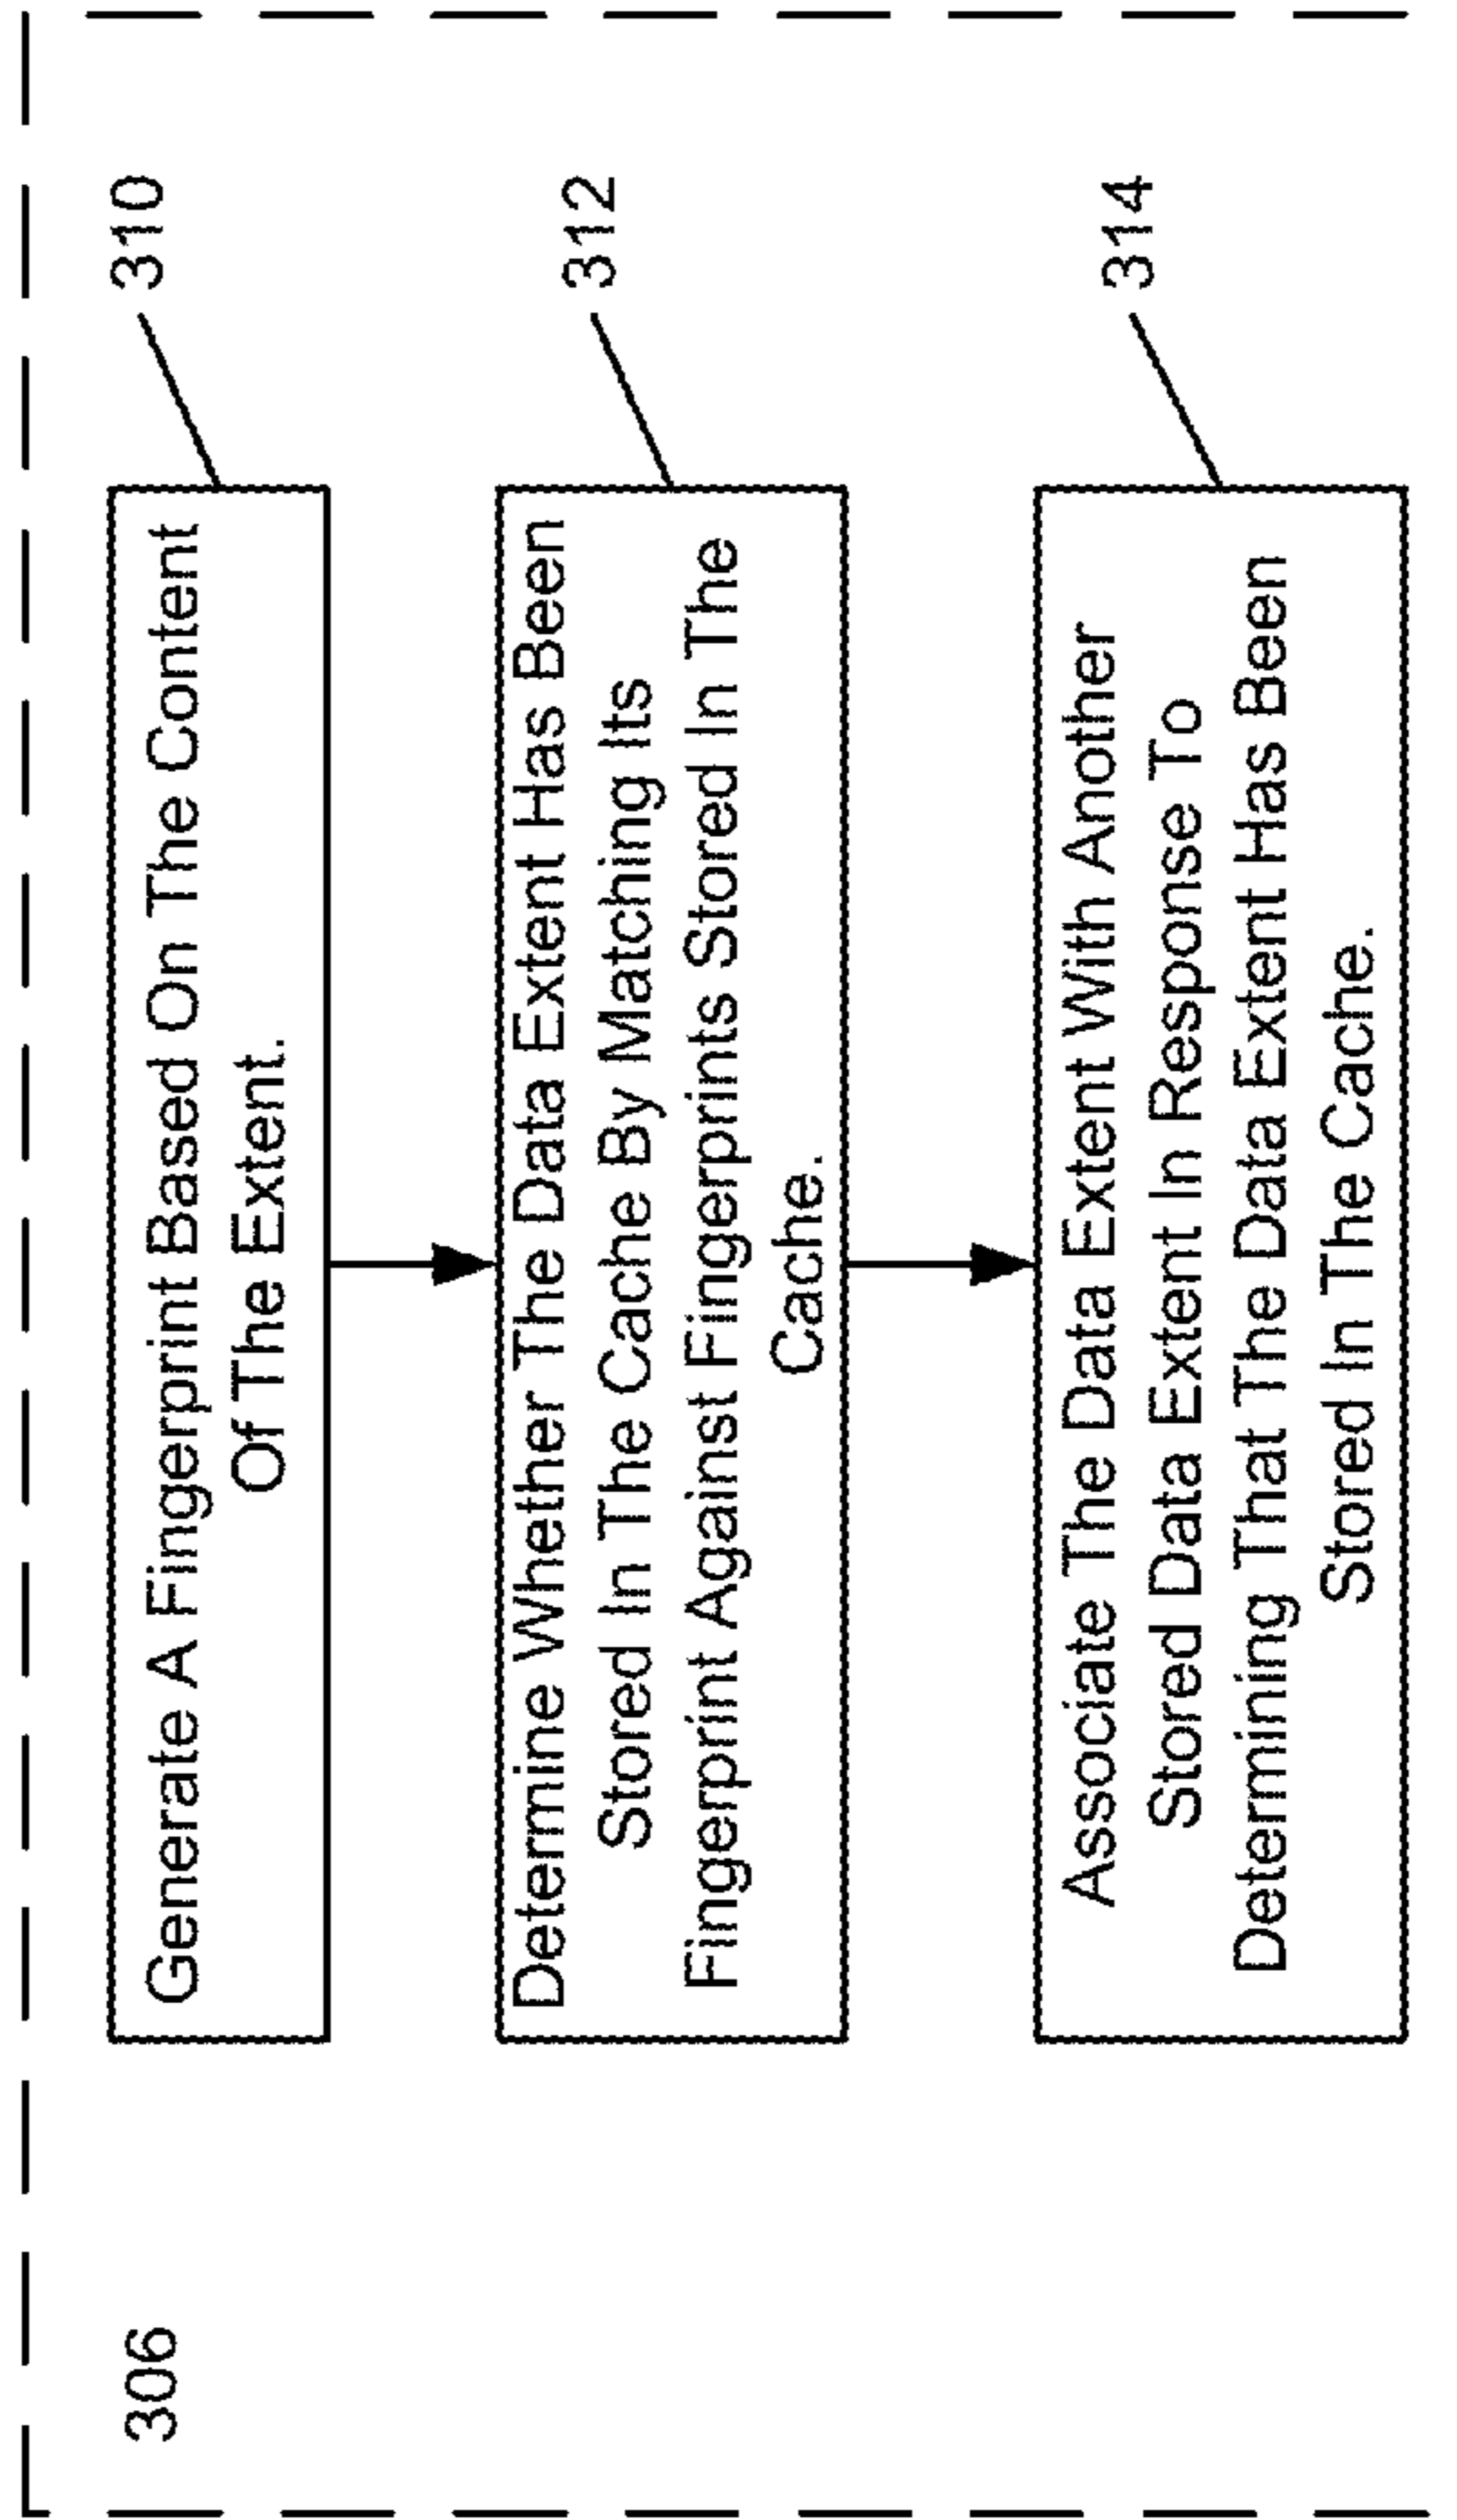 306
310
Generate A Fingerprint Based On The Content
Of The Extent.
312
Determine Whether The Data Extent Has Been
Stored In The Cache By Matching Its
Fingerprint Against Fingerprints Stored In The
Cache.
314
Associate The Data Extent With Another
Stored Data Extent In Response To
Determining That The Data Extent Has Been
Stored In The Cache.